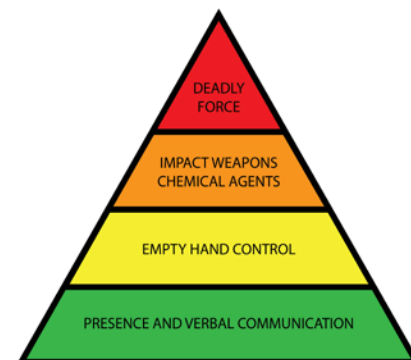 DEADLY
FORCE
IMPACT WEAPONS
CHEMICAL AGENTS
EMPTY HAND CONTROL
PRESENCE AND VERBAL COMMUNICATION